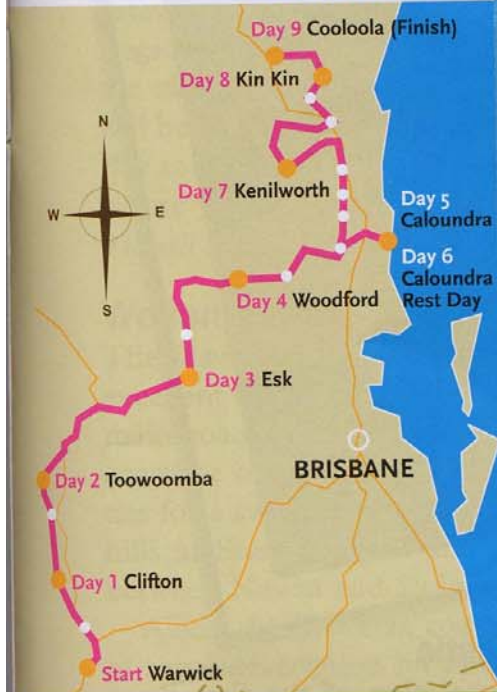 Day 9 Cooloola (Finish)
Day 8 Kin Kin
N
W E
S
Day 7 Kenilworth
Day 5
Caloundra
Day 6
Caloundra
Rest Day
Day 4 Woodford
Day 3 Esk
BRISBANE
Day 2 Toowoomba
Day 1 Clifton
Start Warwick